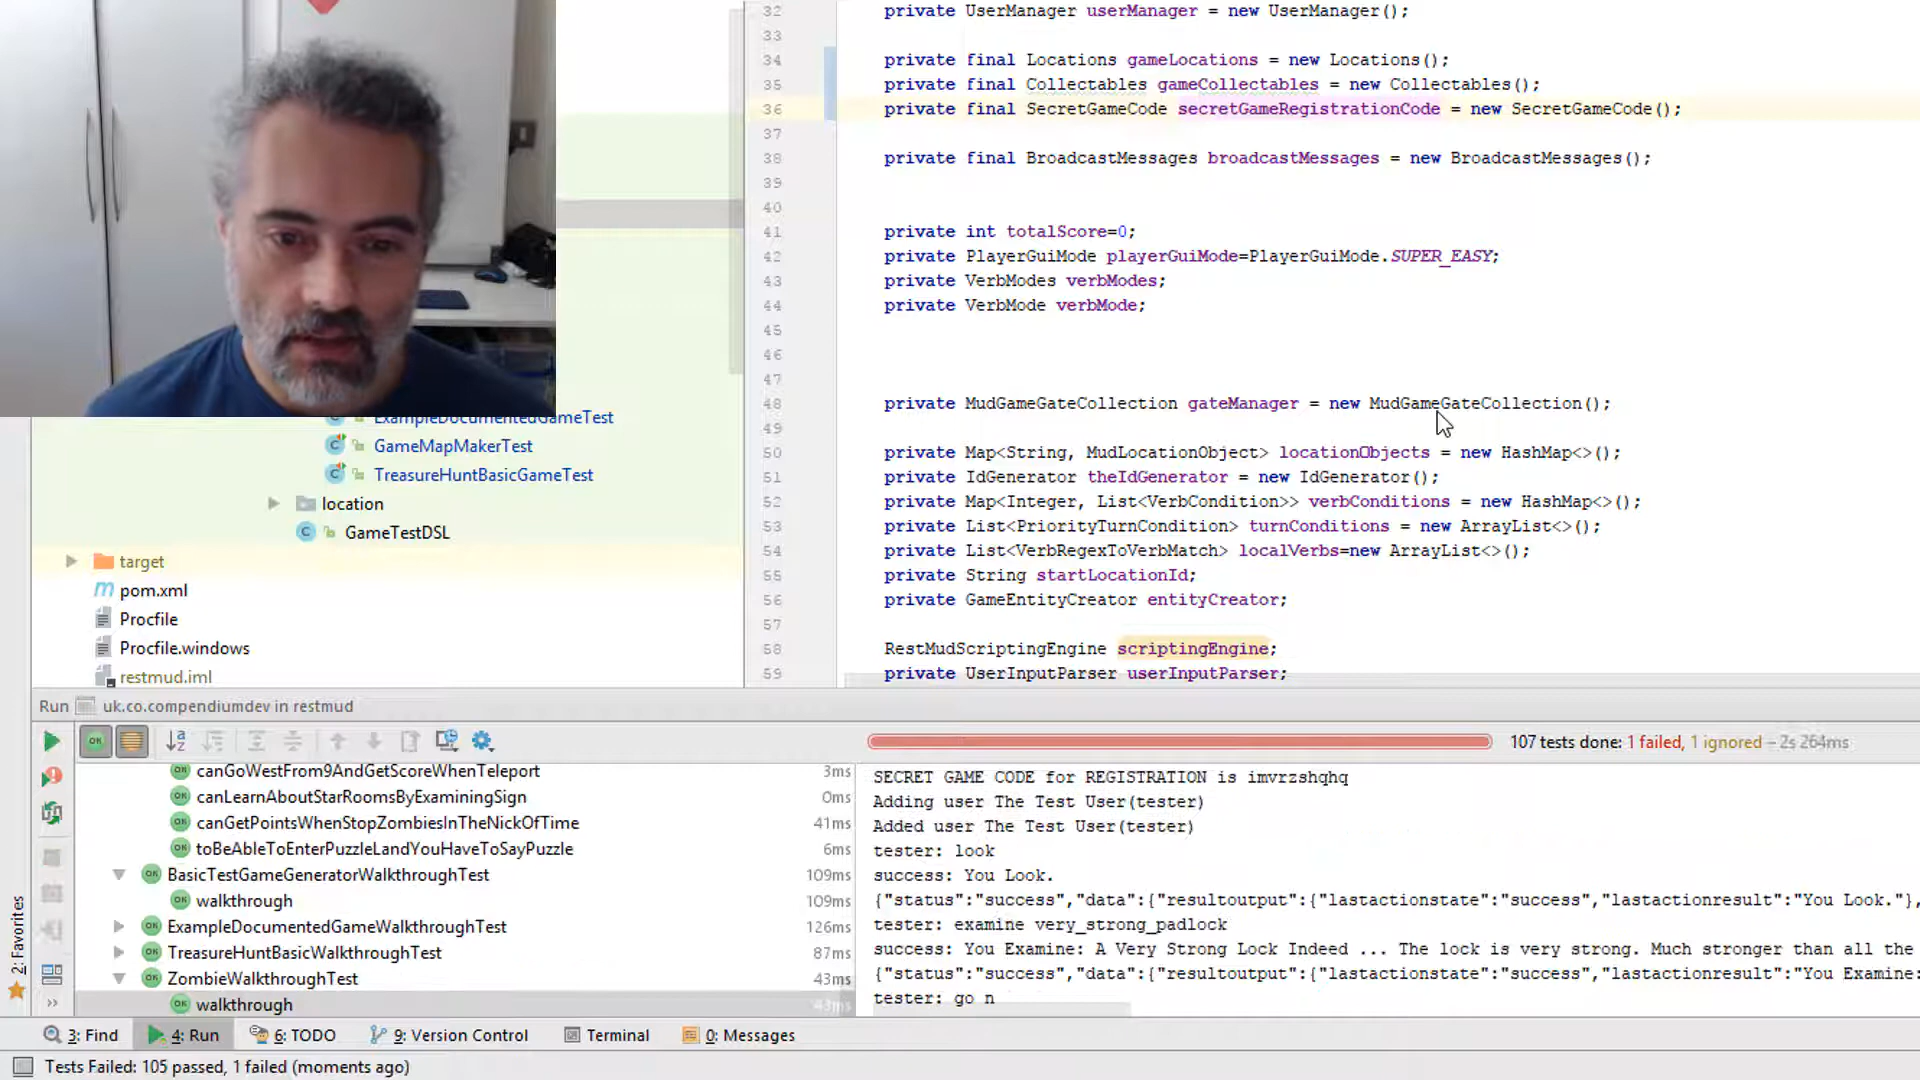 32 private UserManager userManager = new UserManager();
33
34 private final Locations gameLocations = new Locations();
35 private final Collectables gameCollectables = new Collectables();
36 private final SecretGameCode secretGameRegistrationCode = new SecretGameCode();
37
38 private final BroadcastMessages broadcastMessages = new BroadcastMessages();
39
40
41 private int totalScore=0;
42 private PlayerGuiMode playerGuiMode=PlayerGuiMode.SUPER_EASY;
43 private VerbModes verbModes;
44 private VerbMode verbMode;
45
46
47
48 private MudGameGateCollection gateManager = new MudGameGateCollection();
49
50 private Map<String, MudLocationObject> locationObjects = new HashMap<>();
51 private IdGenerator theIdGenerator = new IdGenerator();
52 private Map<Integer, List<VerbCondition>> verbConditions = new HashMap<>();
53 private List<PriorityTurnCondition> turnConditions = new ArrayList<>();
54 private List<VerbRegexToVerbMatch> localVerbs=new ArrayList<>();
55 private String startLocationId;
56 private GameEntityCreator entityCreator;
57
58 RestMudScriptingEngine scriptingEngine;
59 private UserInputParser userInputParser;
ExampleDocumentedGameTest
GameMapMakerTest
TreasureHuntBasicGameTest
location
GameTestDSL
target
pom.xml
Procfile
Procfile.windows
restmud.iml
Run uk.co.compendiumdev in restmud
107 tests done: 1 failed, 1 ignored – 2s 264ms
canGoWestFrom9AndGetScoreWhenTeleport 3ms
canLearnAboutStarRoomsByExaminingSign 0ms
canGetPointsWhenStopZombiesInTheNickOfTime 41ms
toBeAbleToEnterPuzzleLandYouHaveToSayPuzzle 6ms
BasicTestGameGeneratorWalkthroughTest 109ms
walkthrough 109ms
ExampleDocumentedGameWalkthroughTest 126ms
TreasureHuntBasicWalkthroughTest 87ms
ZombieWalkthroughTest 43ms
walkthrough 43ms
SECRET GAME CODE for REGISTRATION is imvrzshqhq
Adding user The Test User(tester)
Added user The Test User(tester)
tester: look
success: You Look.
{"status":"success","data":{"resultoutput":{"lastactionstate":"success","lastactionresult":"You Look."},
tester: examine very_strong_padlock
success: You Examine: A Very Strong Lock Indeed ... The lock is very strong. Much stronger than all the
{"status":"success","data":{"resultoutput":{"lastactionstate":"success","lastactionresult":"You Examine:
tester: go n
2: Favorites
3: Find 4: Run 6: TODO 9: Version Control Terminal 0: Messages
Tests Failed: 105 passed, 1 failed (moments ago)